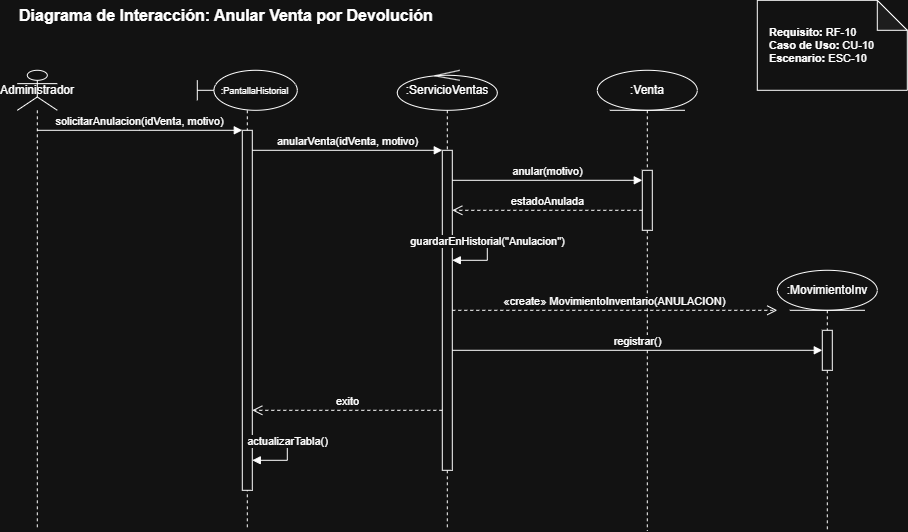 Diagrama de Interacción: Anular Venta por Devolución
Requisito: RF-10
Caso de Uso: CU-10
Escenario: ESC-10
Administrador
:PantallaHistorial
:ServicioVentas
:Venta
solicitarAnulacion(idVenta, motivo)
anularVenta(idVenta, motivo)
anular(motivo)
estadoAnulada
guardarEnHistorial("Anulacion")
:MovimientoInv
«create» MovimientoInventario(ANULACION)
registrar()
exito
actualizarTabla()